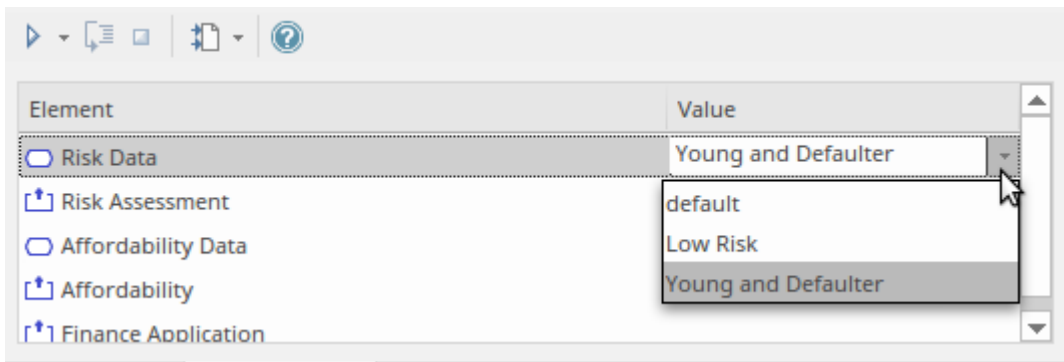 Element Value
Risk Data Young and Defaulter
Risk Assessment default
Affordability Data Low Risk
Affordability Young and Defaulter
Finance Application